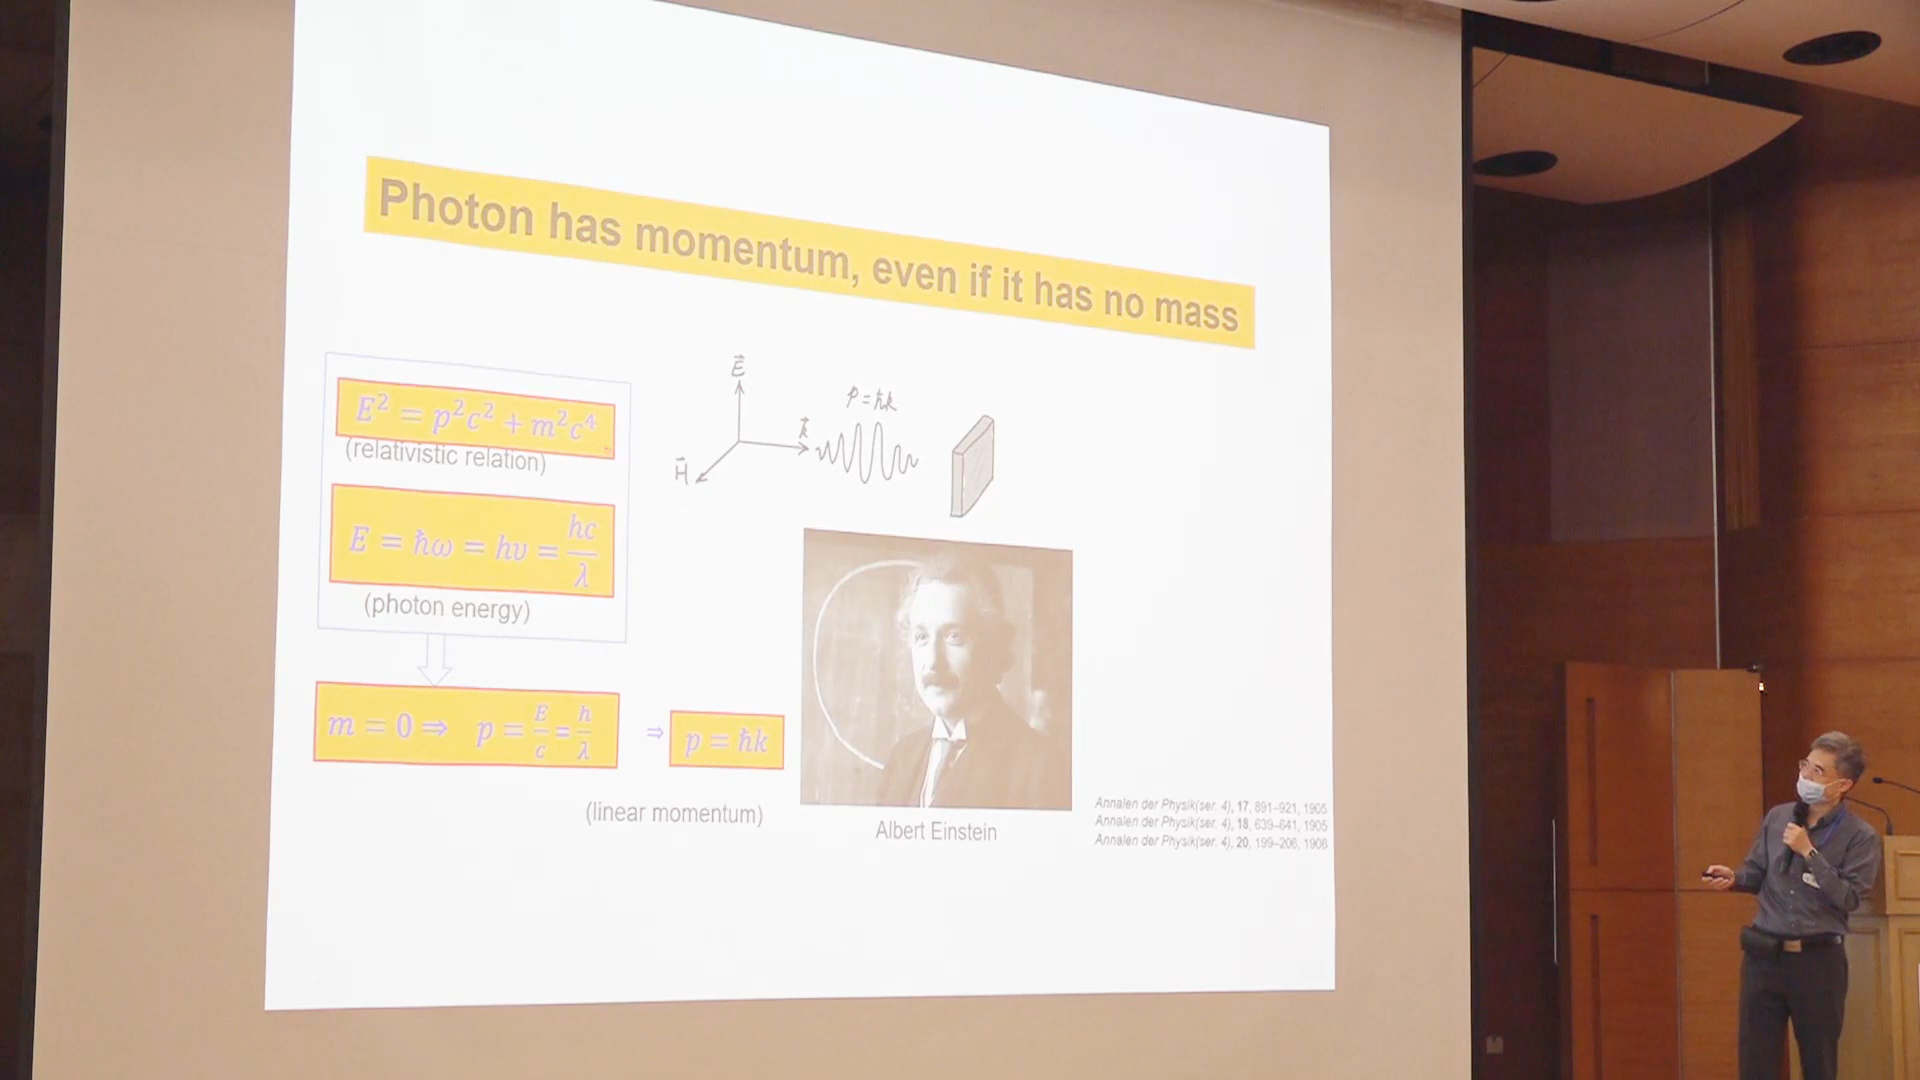 Photon has momentum, even if it has no mass
E² = p²c² + m²c⁴
(relativistic relation)
E = ħω = hυ = hc/λ
(photon energy)
m = 0 ⇒ p = E/c = h/λ
⇒ p = ħk
(linear momentum)
E⃗
H⃗
k⃗
p = ħk
Albert Einstein
Annalen der Physik(ser. 4), 17, 891–921, 1905
Annalen der Physik(ser. 4), 18, 639–641, 1905
Annalen der Physik(ser. 4), 20, 199–206, 1906